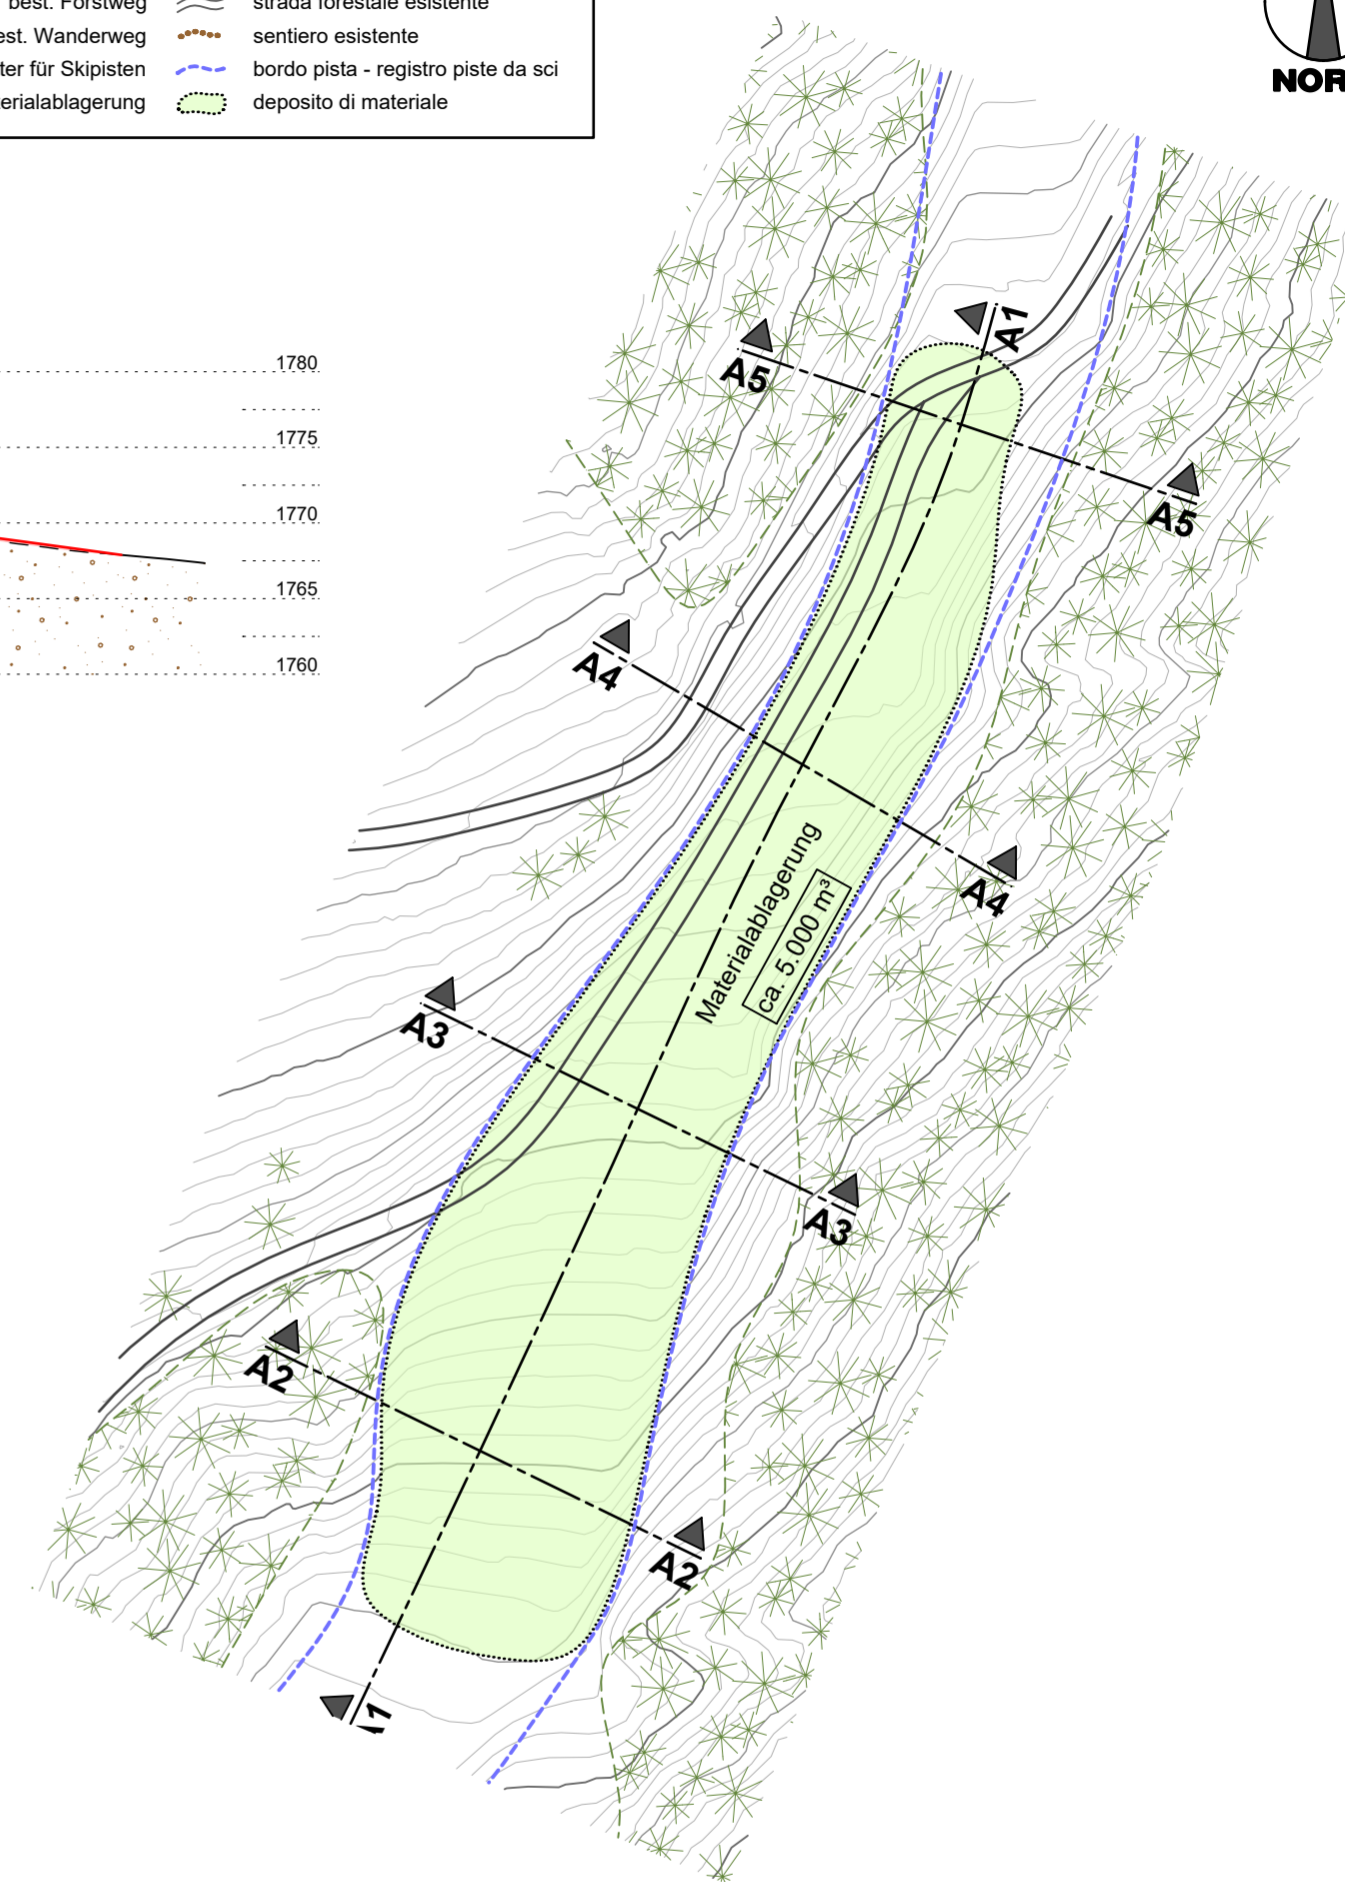 best. Forstweg strada forestale esistente
est. Wanderweg sentiero esistente
ter für Skipisten bordo pista - registro piste da sci
terialablagerung deposito di materiale
NOR
1780
1775
1770
1765
1760
A1
A5
A5
A4
A4
Materialablagerung
ca. 5.000 m³
A3
A3
A2
A2
1